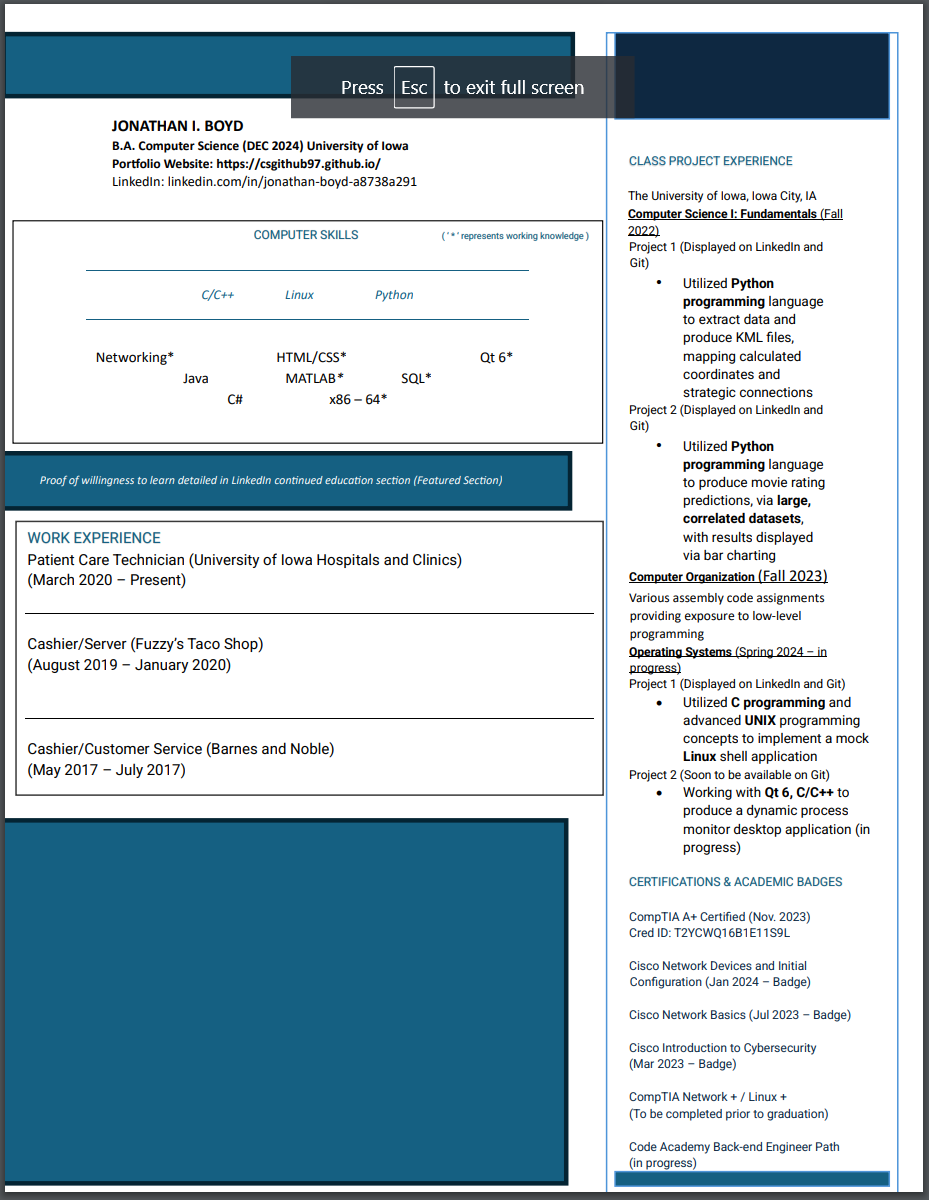 Press Esc to exit full screen
JONATHAN I. BOYD
B.A. Computer Science (DEC 2024) University of Iowa
Portfolio Website: https://csgithub97.github.io/
LinkedIn: linkedin.com/in/jonathan-boyd-a8738a291
COMPUTER SKILLS
( '*' represents working knowledge )
C/C++ Linux Python
Networking* HTML/CSS* Qt 6*
Java MATLAB* SQL*
C# x86 – 64*
Proof of willingness to learn detailed in LinkedIn continued education section (Featured Section)
WORK EXPERIENCE
Patient Care Technician (University of Iowa Hospitals and Clinics)
(March 2020 – Present)
Cashier/Server (Fuzzy's Taco Shop)
(August 2019 – January 2020)
Cashier/Customer Service (Barnes and Noble)
(May 2017 – July 2017)
CLASS PROJECT EXPERIENCE
The University of Iowa, Iowa City, IA
Computer Science I: Fundamentals (Fall
2022)
Project 1 (Displayed on LinkedIn and
Git)
• Utilized Python
programming language
to extract data and
produce KML files,
mapping calculated
coordinates and
strategic connections
Project 2 (Displayed on LinkedIn and
Git)
• Utilized Python
programming language
to produce movie rating
predictions, via large,
correlated datasets,
with results displayed
via bar charting
Computer Organization (Fall 2023)
Various assembly code assignments
providing exposure to low-level
programming
Operating Systems (Spring 2024 – in
progress)
Project 1 (Displayed on LinkedIn and Git)
• Utilized C programming and
advanced UNIX programming
concepts to implement a mock
Linux shell application
Project 2 (Soon to be available on Git)
• Working with Qt 6, C/C++ to
produce a dynamic process
monitor desktop application (in
progress)
CERTIFICATIONS & ACADEMIC BADGES
CompTIA A+ Certified (Nov. 2023)
Cred ID: T2YCWQ16B1E11S9L
Cisco Network Devices and Initial
Configuration (Jan 2024 – Badge)
Cisco Network Basics (Jul 2023 – Badge)
Cisco Introduction to Cybersecurity
(Mar 2023 – Badge)
CompTIA Network + / Linux +
(To be completed prior to graduation)
Code Academy Back-end Engineer Path
(in progress)